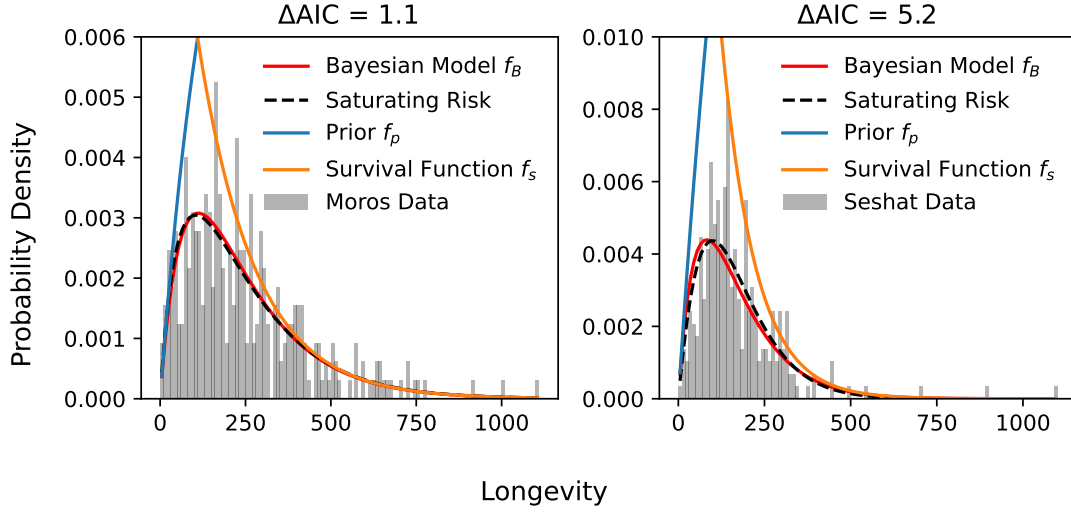 ΔAIC = 1.1
Probability Density
0.006
0.005
0.004
0.003
0.002
0.001
0.000
Bayesian Model f_B
Saturating Risk
Prior f_p
Survival Function f_s
Moros Data
0
250
500
750
1000
ΔAIC = 5.2
0.010
0.008
0.006
0.004
0.002
0.000
Bayesian Model f_B
Saturating Risk
Prior f_p
Survival Function f_s
Seshat Data
0
250
500
750
1000
Longevity